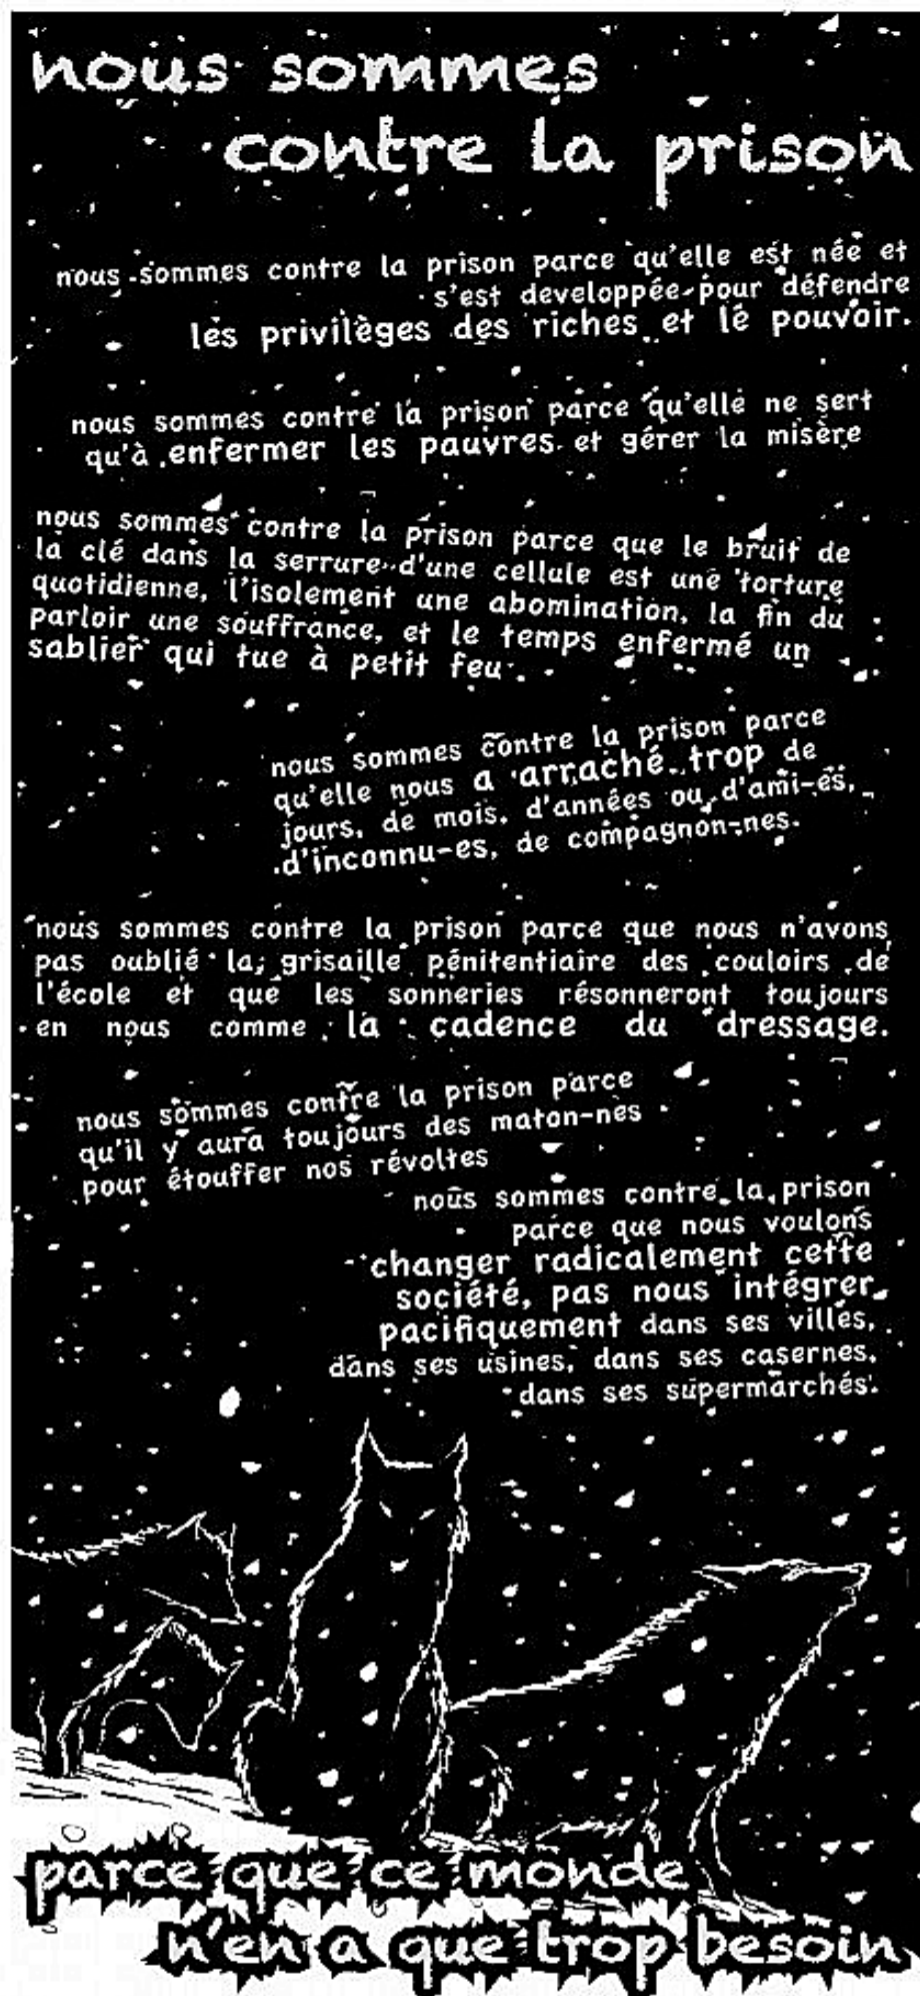 nous sommes
contre la prison
nous sommes contre la prison parce qu'elle est née et
s'est developpée pour défendre
les privilèges des riches et le pouvoir.
nous sommes contre la prison parce qu'elle ne sert
qu'à enfermer les pauvres et gérer la misère
nous sommes contre la prison parce que le bruit de
la clé dans la serrure d'une cellule est une torture
quotidienne, l'isolement une abomination, la fin du
parloir une souffrance, et le temps enfermé un
sablier qui tue à petit feu.
nous sommes contre la prison parce
qu'elle nous a arraché trop de
jours, de mois, d'années ou d'ami-es,
d'inconnu-es, de compagnon-nes.
nous sommes contre la prison parce que nous n'avons
pas oublié la grisaille pénitentiaire des couloirs de
l'école et que les sonneries résonneront toujours
en nous comme la cadence du dressage.
nous sommes contre la prison parce
qu'il y aura toujours des maton-nes
pour étouffer nos révoltes
nous sommes contre la prison
parce que nous voulons
changer radicalement cette
société, pas nous intégrer
pacifiquement dans ses villes,
dans ses usines, dans ses casernes,
dans ses supermarchés.
parce que ce monde
n'en a que trop besoin